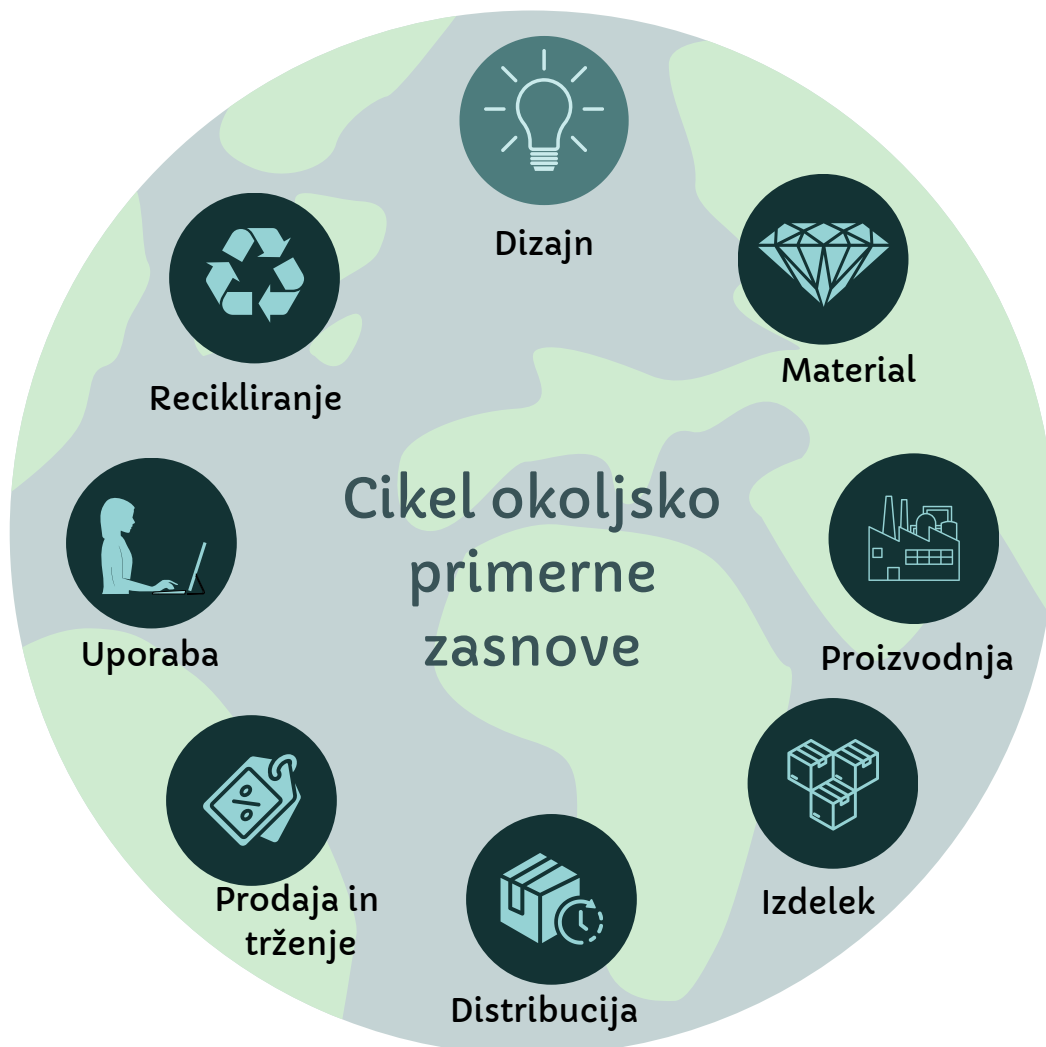 Dizajn
Material
Recikliranje
Cikel okoljsko
primerne
zasnove
Uporaba
Proizvodnja
Prodaja in
trženje
Izdelek
Distribucija